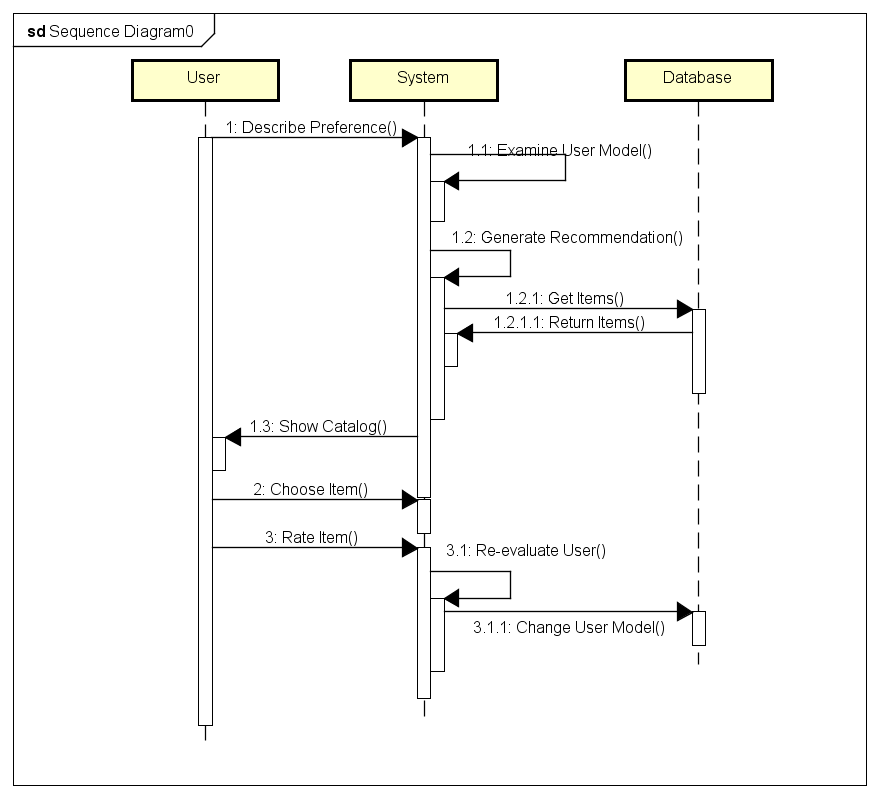 sd Sequence Diagram0
User
System
Database
1: Describe Preference()
1.1: Examine User Model()
1.2: Generate Recommendation()
1.2.1: Get Items()
1.2.1.1: Return Items()
1.3: Show Catalog()
2: Choose Item()
3: Rate Item()
3.1: Re-evaluate User()
3.1.1: Change User Model()